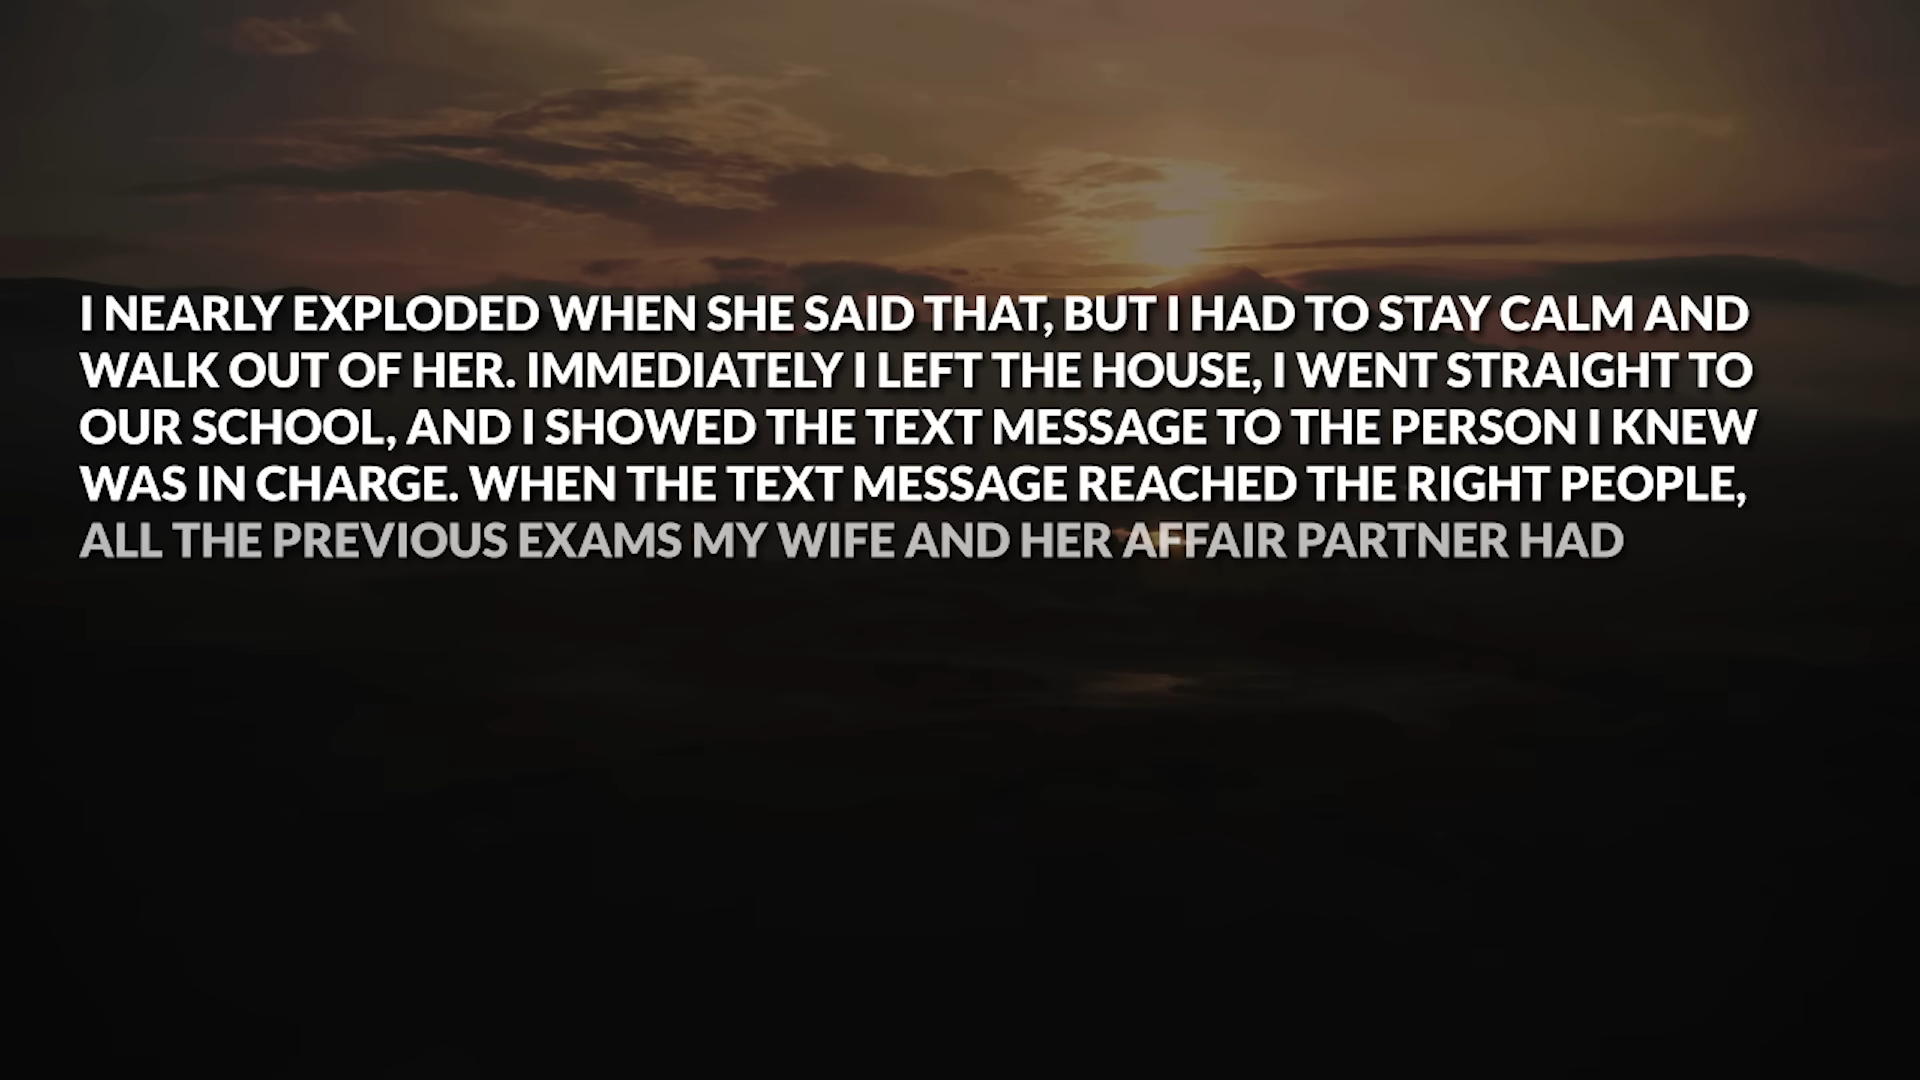 I NEARLY EXPLODED WHEN SHE SAID THAT, BUT I HAD TO STAY CALM AND
WALK OUT OF HER. IMMEDIATELY I LEFT THE HOUSE, I WENT STRAIGHT TO
OUR SCHOOL, AND I SHOWED THE TEXT MESSAGE TO THE PERSON I KNEW
WAS IN CHARGE. WHEN THE TEXT MESSAGE REACHED THE RIGHT PEOPLE,
ALL THE PREVIOUS EXAMS MY WIFE AND HER AFFAIR PARTNER HAD